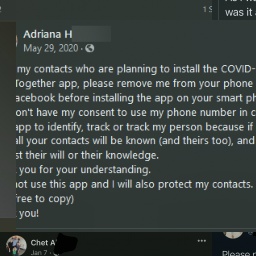 was it a
Adriana H
May 29, 2020 ·
my contacts who are planning to install the COVID-
ogether app, please remove me from your phone
acebook before installing the app on your smart ph
on't have my consent to use my phone number in c
app to identify, track or track my person because if
all your contacts will be known (and theirs too), and
st their will or their knowledge.
you for your understanding.
not use this app and I will also protect my contacts.
free to copy)
you!
Chet A
Jan 7
Please r